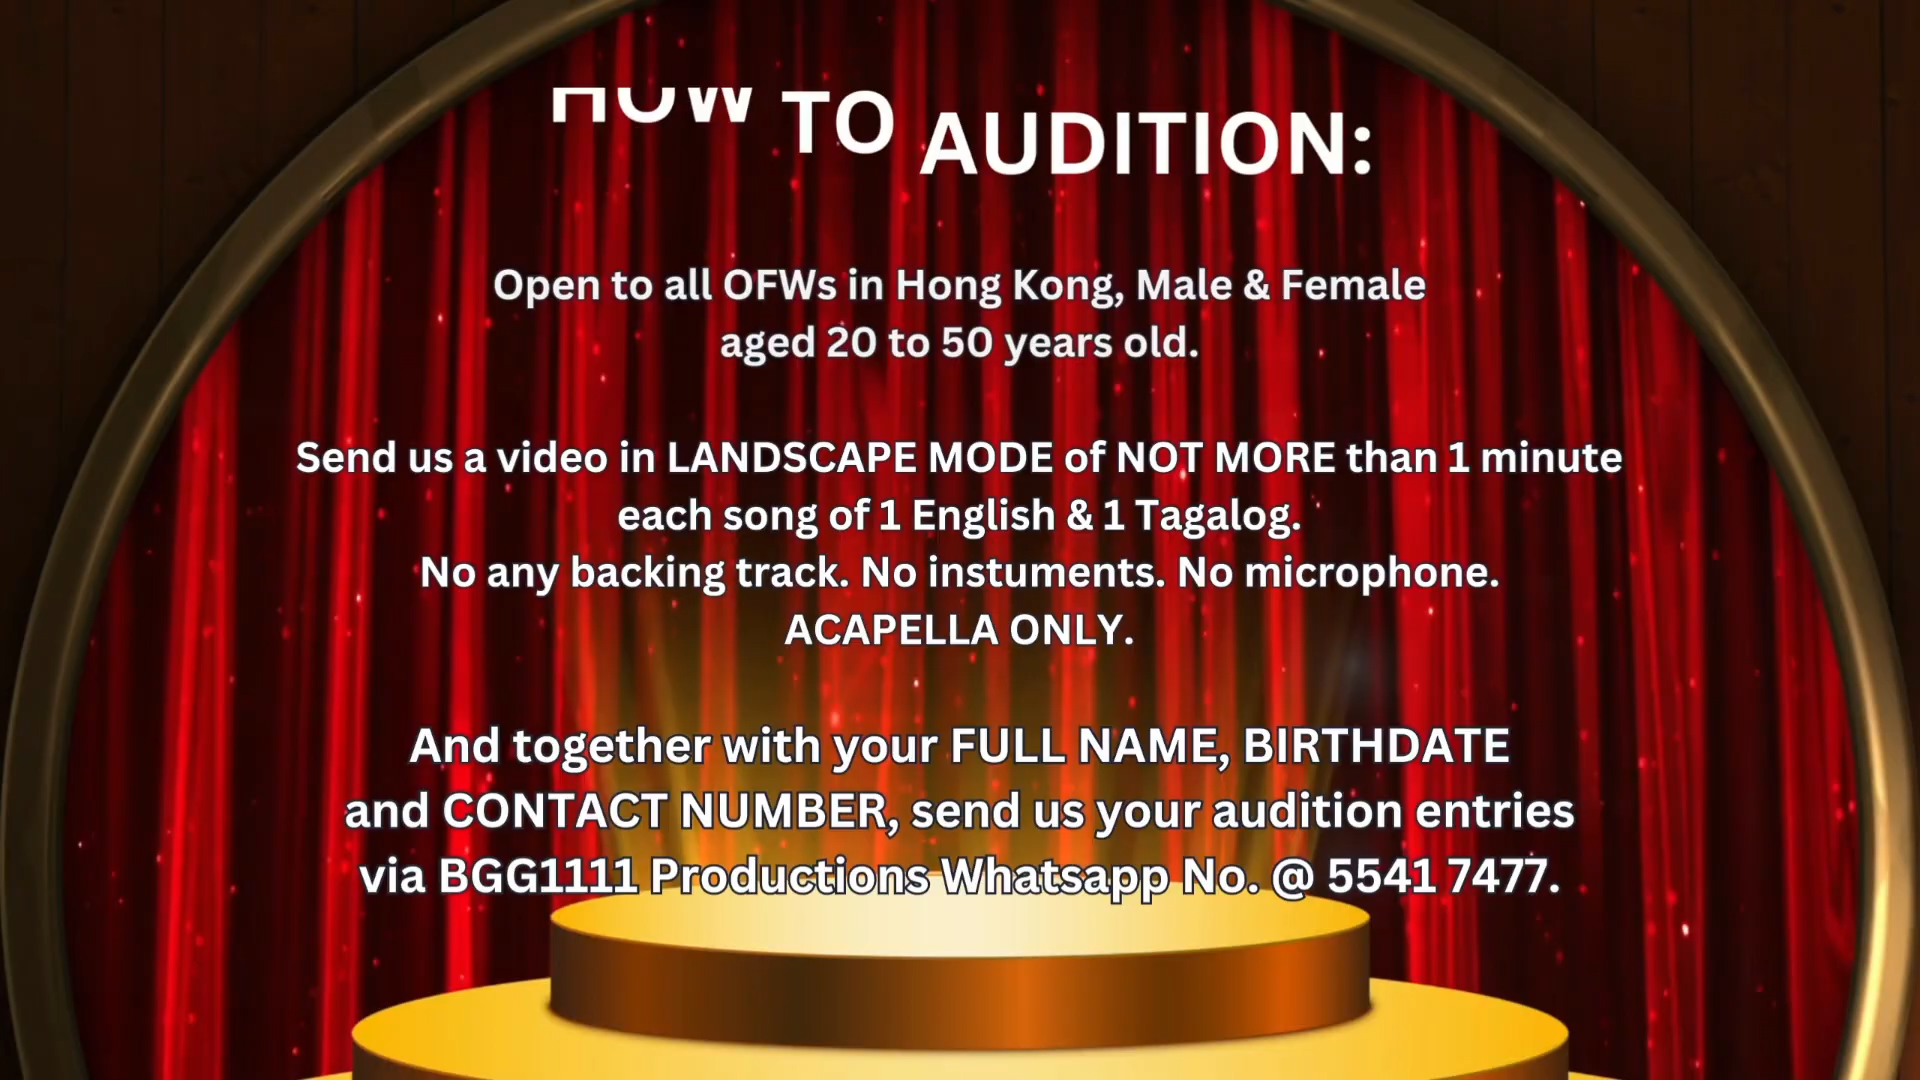 HOW TO AUDITION:
Open to all OFWs in Hong Kong, Male & Female
aged 20 to 50 years old.
Send us a video in LANDSCAPE MODE of NOT MORE than 1 minute
each song of 1 English & 1 Tagalog.
No any backing track. No instuments. No microphone.
ACAPELLA ONLY.
And together with your FULL NAME, BIRTHDATE
and CONTACT NUMBER, send us your audition entries
via BGG1111 Productions Whatsapp No. @ 5541 7477.